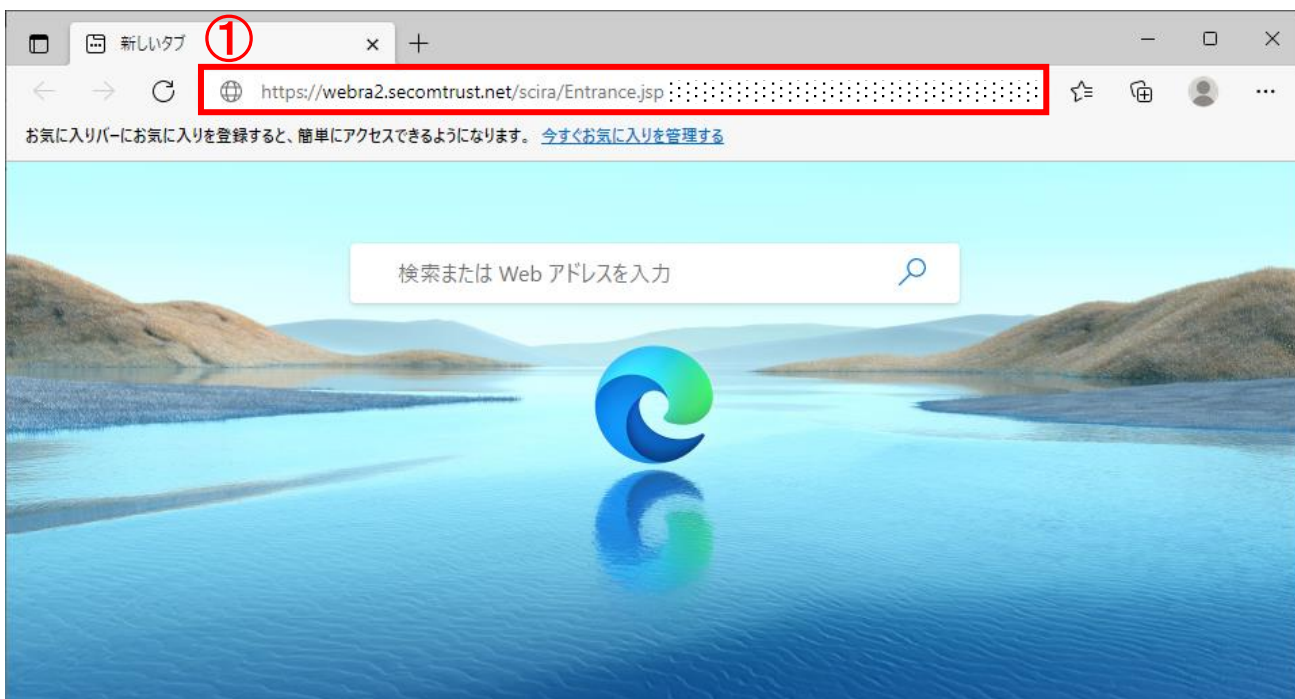 新しいタブ
①
https://webra2.secomtrust.net/scira/Entrance.jsp
お気に入りバーにお気に入りを登録すると、簡単にアクセスできるようになります。 今すぐお気に入りを管理する
検索または Web アドレスを入力